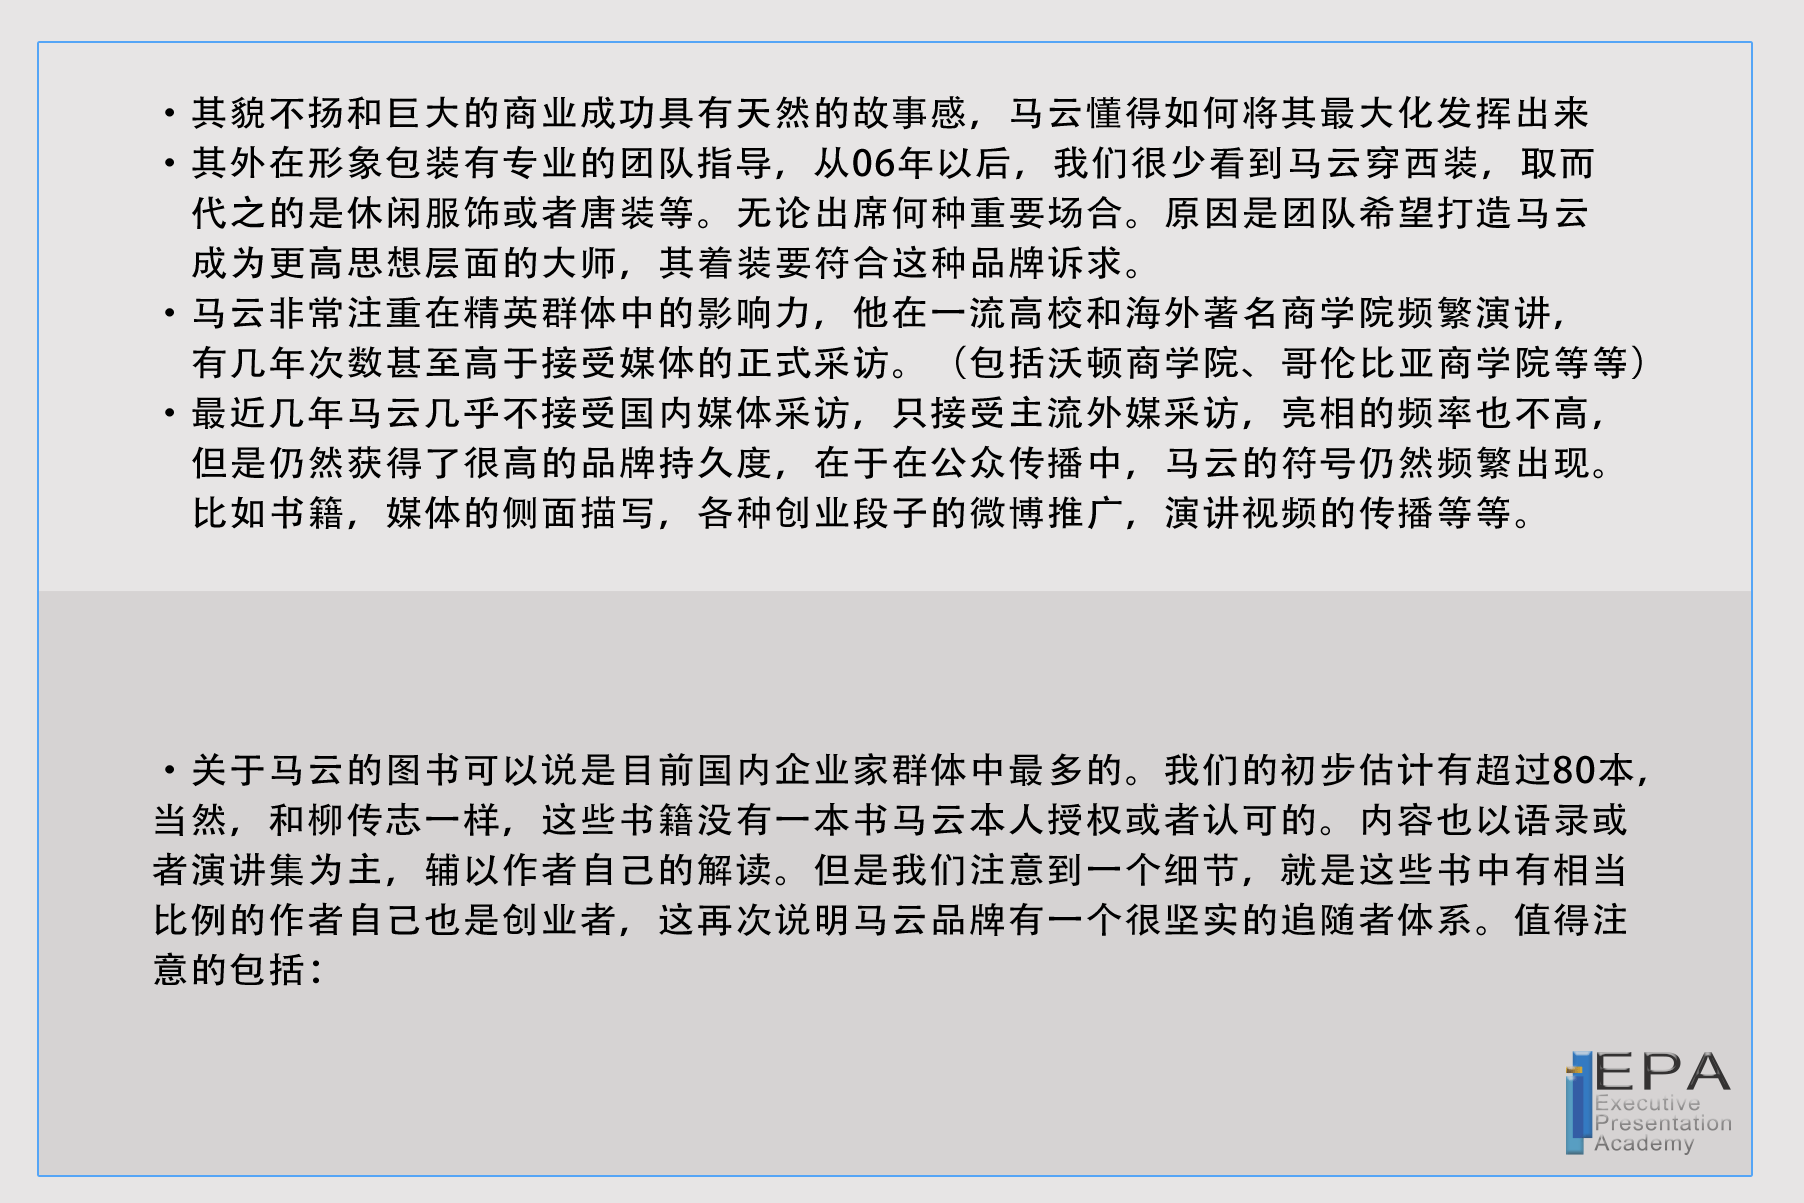 • 其貌不扬和巨大的商业成功具有天然的故事感，马云懂得如何将其最大化发挥出来
• 其外在形象包装有专业的团队指导，从06年以后，我们很少看到马云穿西装，取而
代之的是休闲服饰或者唐装等。无论出席何种重要场合。原因是团队希望打造马云
成为更高思想层面的大师，其着装要符合这种品牌诉求。
• 马云非常注重在精英群体中的影响力，他在一流高校和海外著名商学院频繁演讲，
有几年次数甚至高于接受媒体的正式采访。（包括沃顿商学院、哥伦比亚商学院等等）
• 最近几年马云几乎不接受国内媒体采访，只接受主流外媒采访，亮相的频率也不高，
但是仍然获得了很高的品牌持久度，在于在公众传播中，马云的符号仍然频繁出现。
比如书籍，媒体的侧面描写，各种创业段子的微博推广，演讲视频的传播等等。
• 关于马云的图书可以说是目前国内企业家群体中最多的。我们的初步估计有超过80本，
当然，和柳传志一样，这些书籍没有一本书马云本人授权或者认可的。内容也以语录或
者演讲集为主，辅以作者自己的解读。但是我们注意到一个细节，就是这些书中有相当
比例的作者自己也是创业者，这再次说明马云品牌有一个很坚实的追随者体系。值得注
意的包括：
EPA
Executive
Presentation
Academy